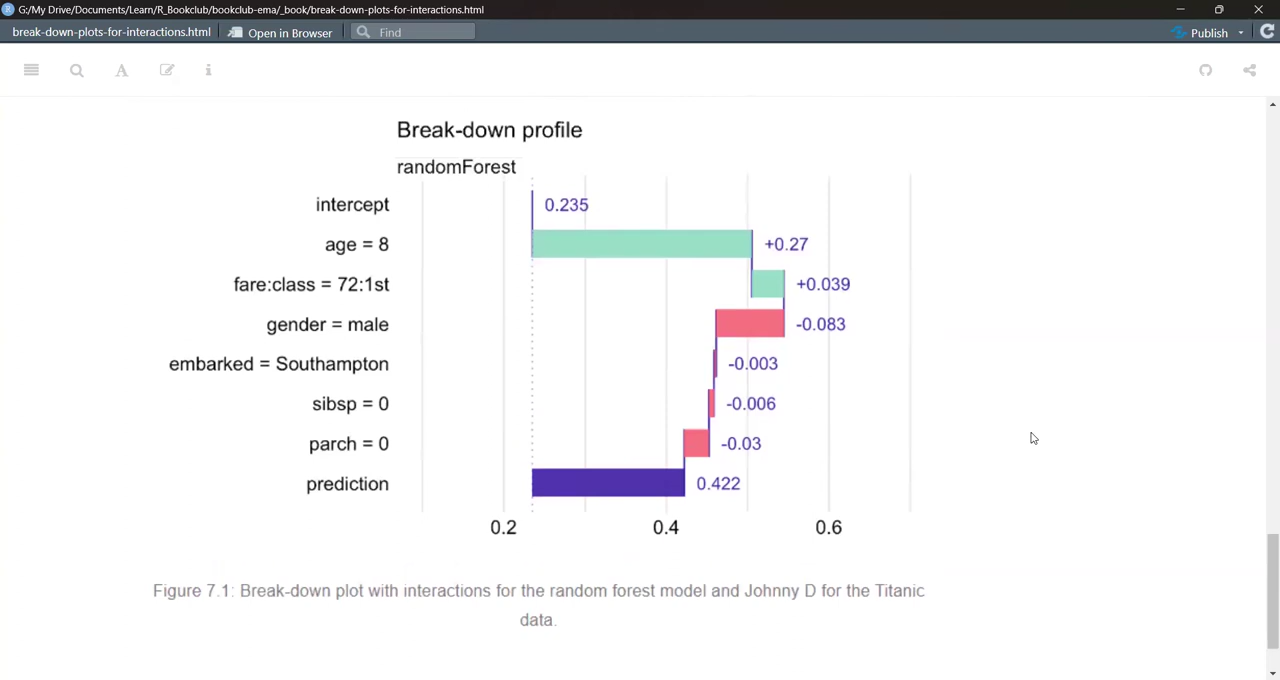 G:/My Drive/Documents/Learn/R_Bookclub/bookclub-ema/_book/break-down-plots-for-interactions.html
break-down-plots-for-interactions.html Open in Browser Find Publish
Break-down profile
randomForest
intercept 0.235
age = 8 +0.27
fare:class = 72:1st +0.039
gender = male -0.083
embarked = Southampton -0.003
sibsp = 0 -0.006
parch = 0 -0.03
prediction 0.422
0.2 0.4 0.6
Figure 7.1: Break-down plot with interactions for the random forest model and Johnny D for the Titanic
data.